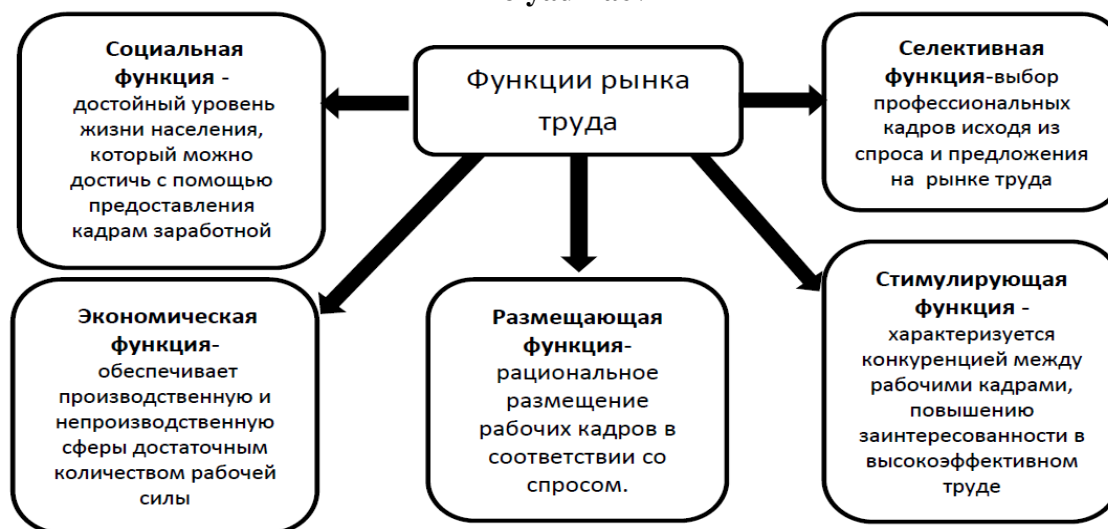 Функции рынка
труда
Социальная
функция -
достойный уровень
жизни населения,
который можно
достичь с помощью
предоставления
кадрам заработной
Селективная
функция-выбор
профессиональных
кадров исходя из
спроса и предложения
на рынке труда
Экономическая
функция-
обеспечивает
производственную и
непроизводственную
сферы достаточным
количеством рабочей
силы
Размещающая
функция-
рациональное
размещение
рабочих кадров в
соответствии со
спросом.
Стимулирующая
функция -
характеризуется
конкуренцией между
рабочими кадрами,
повышению
заинтересованности в
высокоэффективном
труде